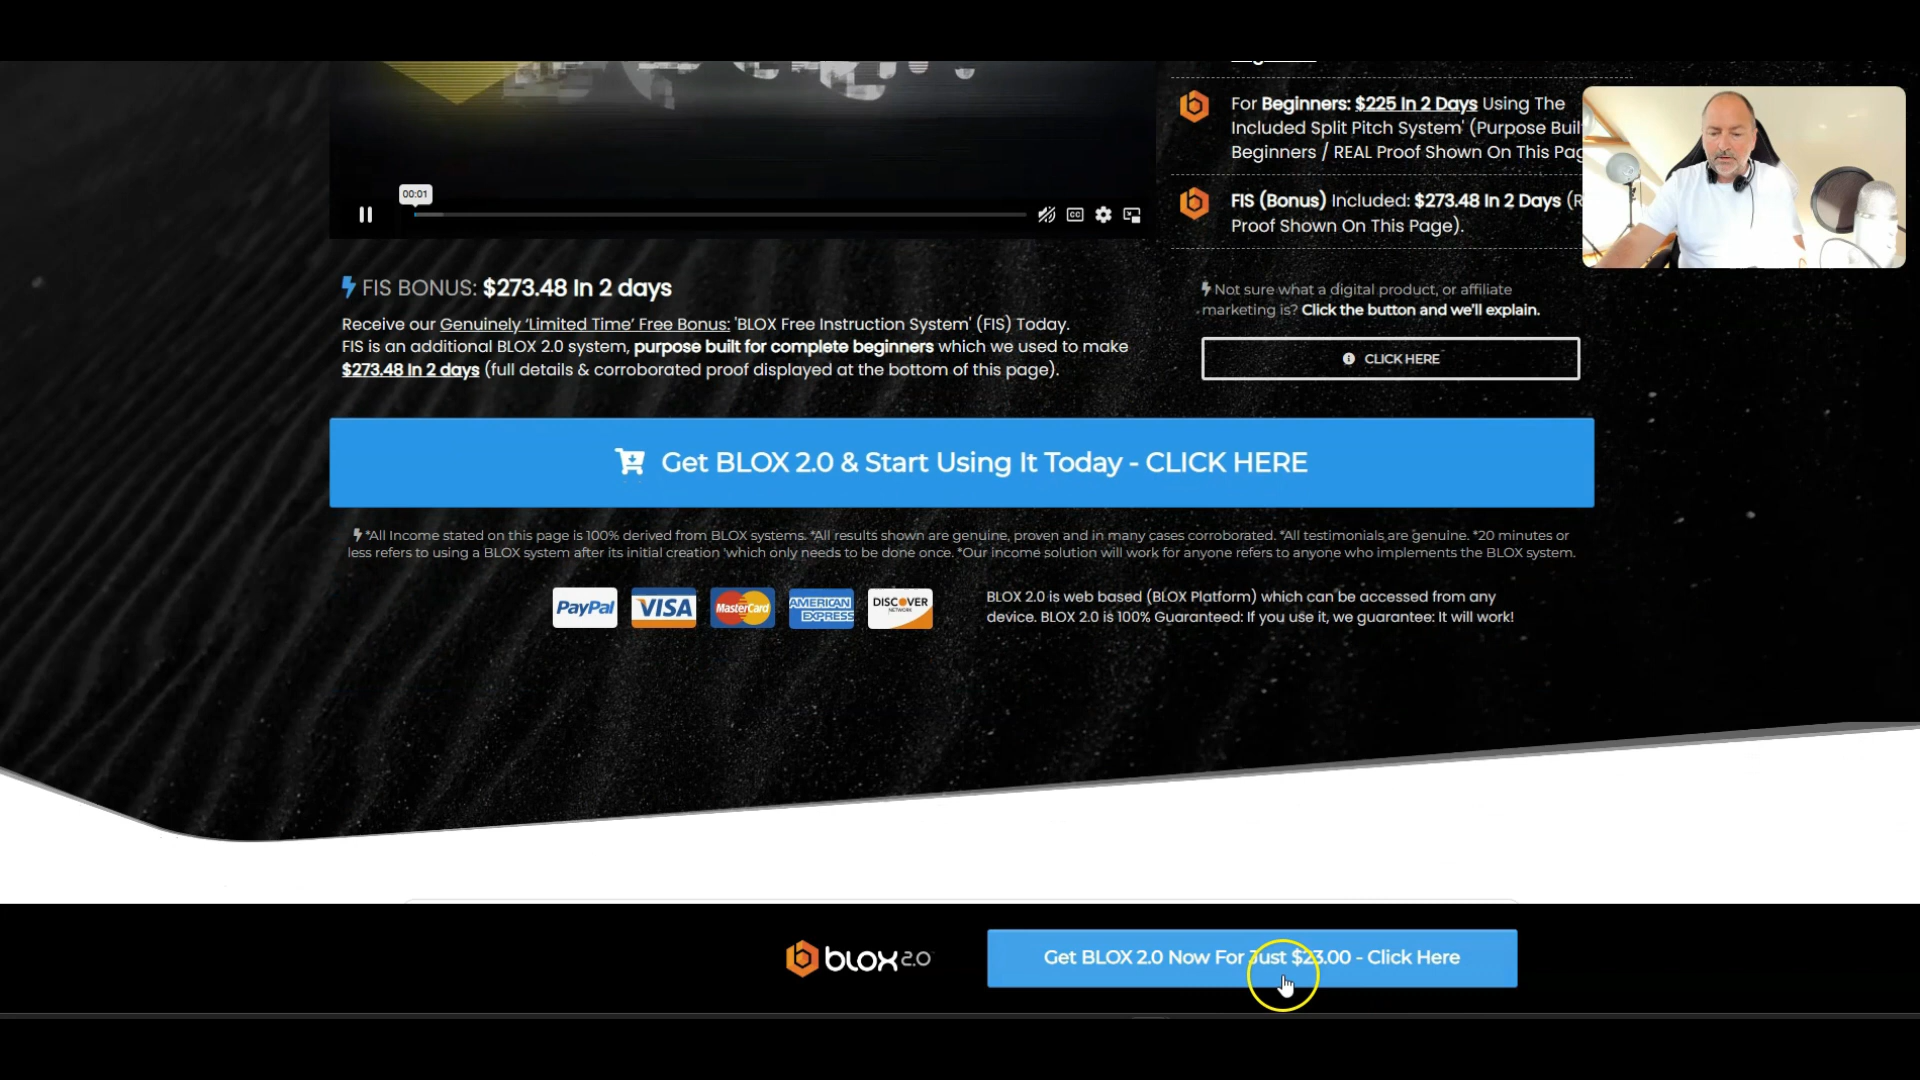 For Beginners: $225 In 2 Days Using The
Included Split Pitch System' (Purpose Buil
Beginners / REAL Proof Shown On This Pag
00:01
CC
FIS (Bonus) Included: $273.48 In 2 Days (R
Proof Shown On This Page).
FIS BONUS: $273.48 In 2 days
Receive our Genuinely 'Limited Time' Free Bonus: 'BLOX Free Instruction System' (FIS) Today.
FIS is an additional BLOX 2.0 system, purpose built for complete beginners which we used to make
$273.48 In 2 days (full details & corroborated proof displayed at the bottom of this page).
Not sure what a digital product, or affiliate
marketing is? Click the button and we'll explain.
CLICK HERE
Get BLOX 2.0 & Start Using It Today - CLICK HERE
*All Income stated on this page is 100% derived from BLOX systems. *All results shown are genuine, proven and in many cases corroborated. *All testimonials are genuine. *20 minutes or
less refers to using a BLOX system after its initial creation 'which only needs to be done once. *Our income solution will work for anyone refers to anyone who implements the BLOX system.
PayPal
VISA
MasterCard
AMERICAN EXPRESS
DISCOVER
NETWORK
BLOX 2.0 is web based (BLOX Platform) which can be accessed from any
device. BLOX 2.0 is 100% Guaranteed: If you use it, we guarantee: It will work!
blox 2.0
Get BLOX 2.0 Now For Just $23.00 - Click Here